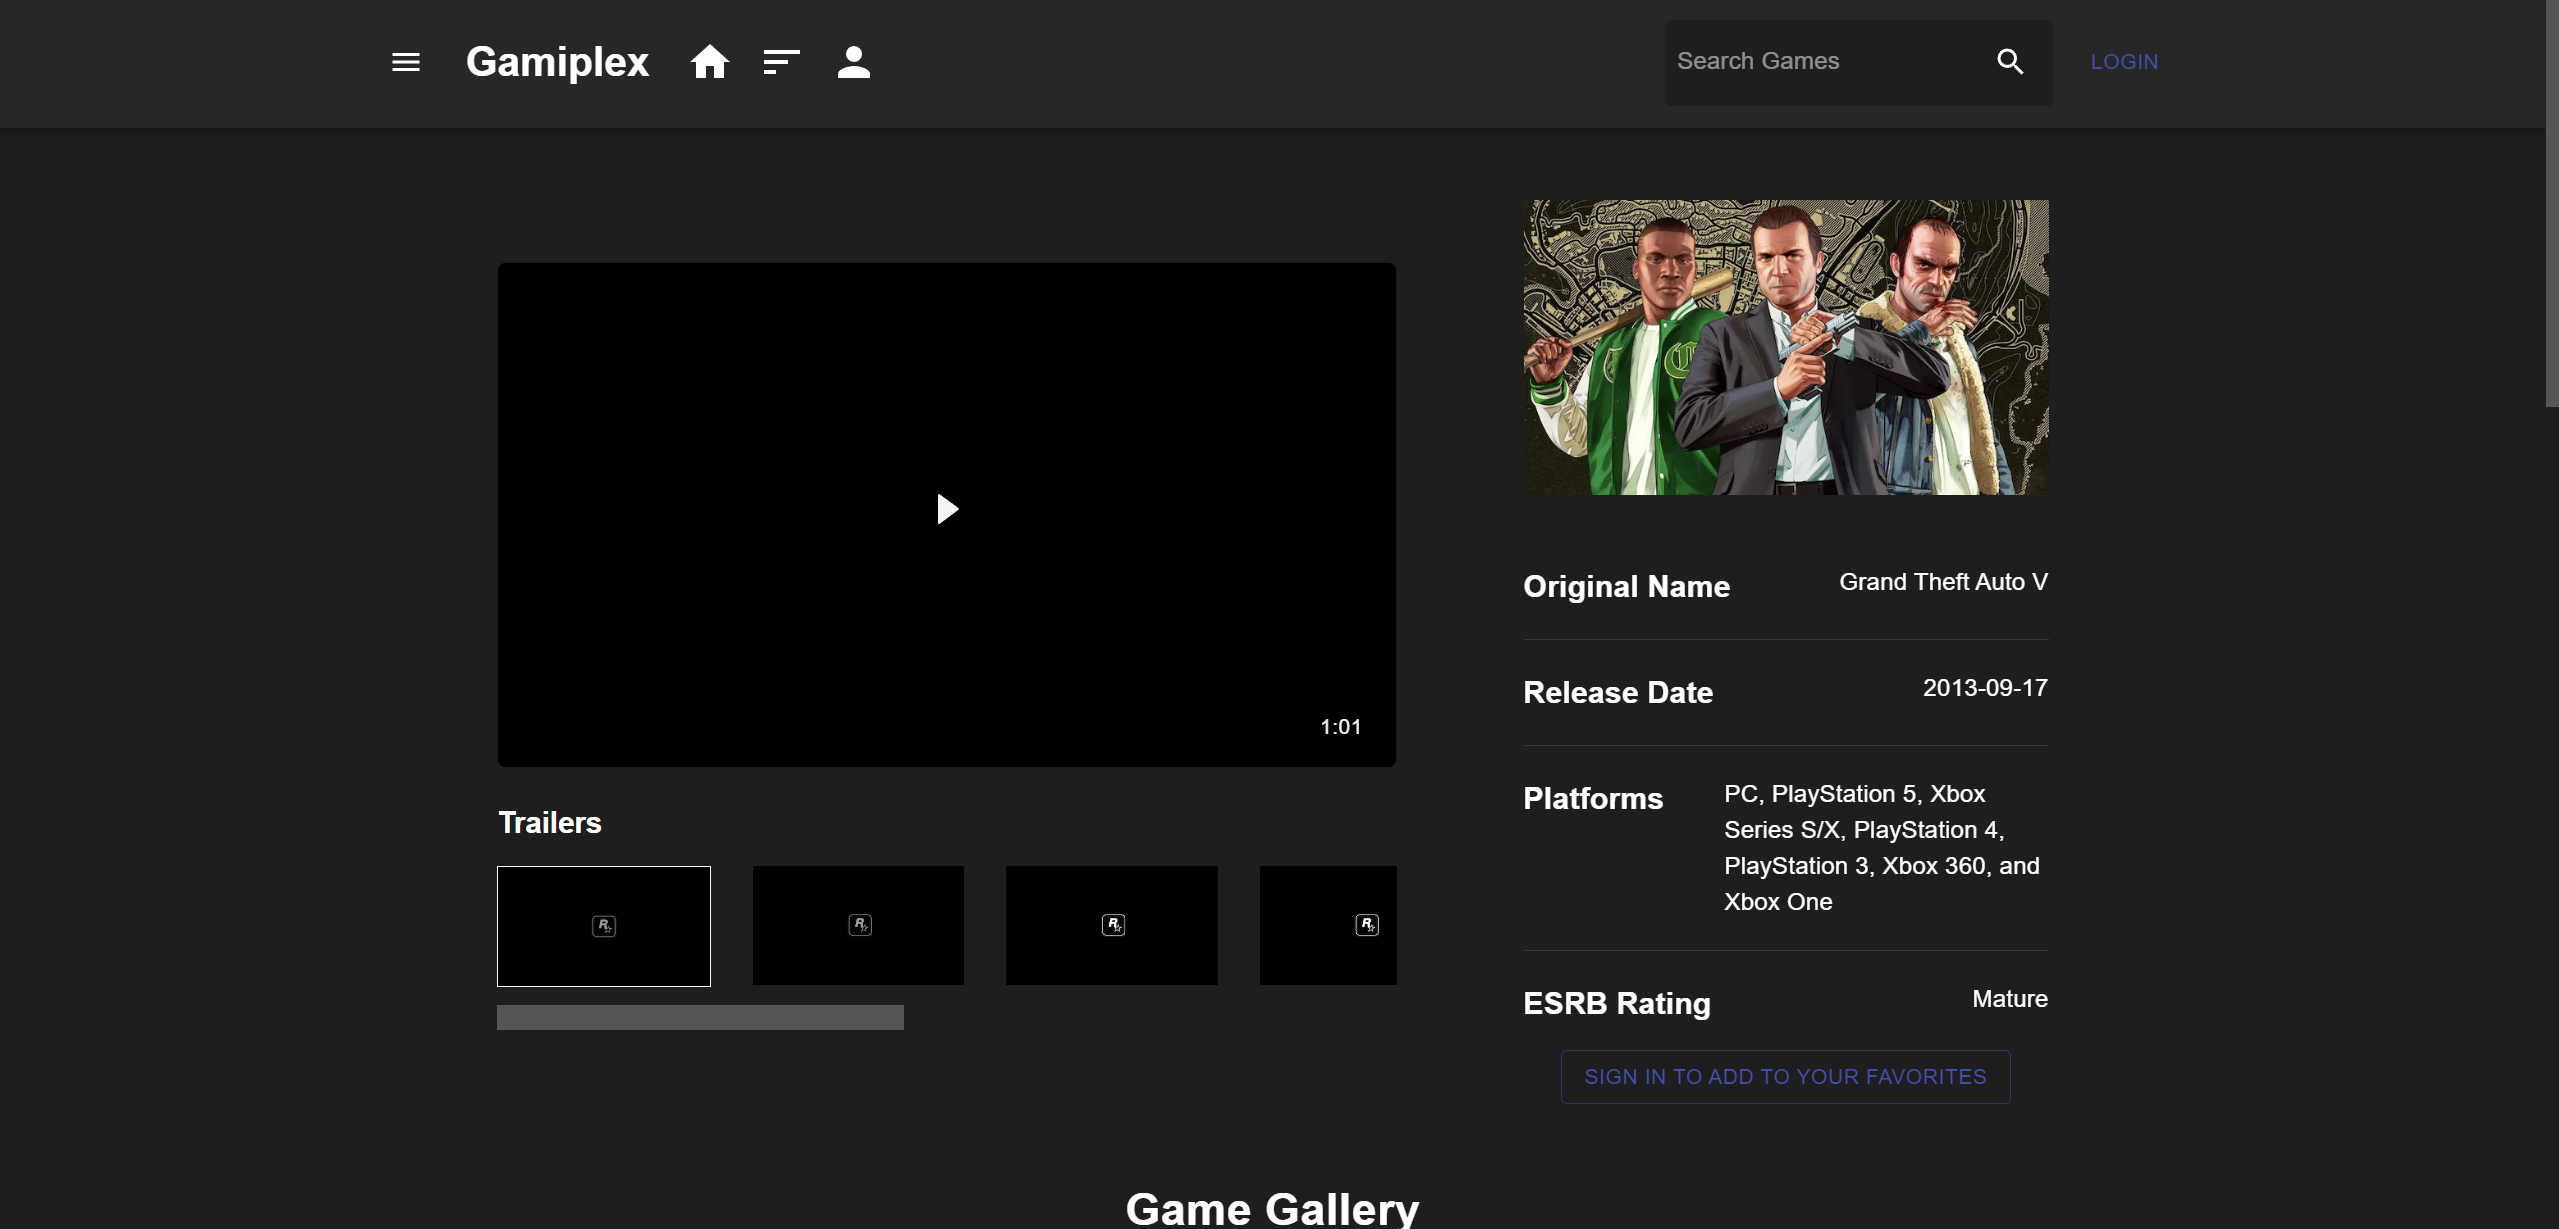 Gamiplex
Search Games
LOGIN
1:01
Trailers
Original Name
Grand Theft Auto V
Release Date
2013-09-17
Platforms
PC, PlayStation 5, Xbox
Series S/X, PlayStation 4,
PlayStation 3, Xbox 360, and
Xbox One
ESRB Rating
Mature
SIGN IN TO ADD TO YOUR FAVORITES
Game Gallery